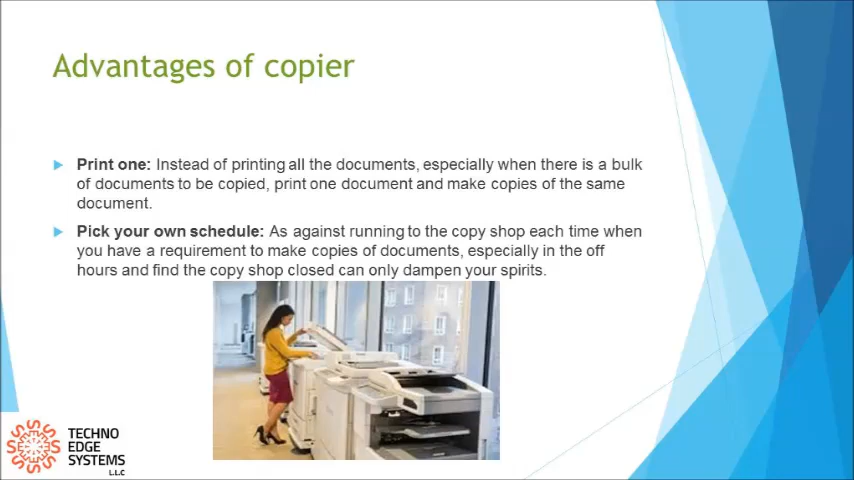 Advantages of copier
Print one: Instead of printing all the documents, especially when there is a bulk
of documents to be copied, print one document and make copies of the same
document.
Pick your own schedule: As against running to the copy shop each time when
you have a requirement to make copies of documents, especially in the off
hours and find the copy shop closed can only dampen your spirits.
TECHNO
EDGE
SYSTEMS
L.L.C